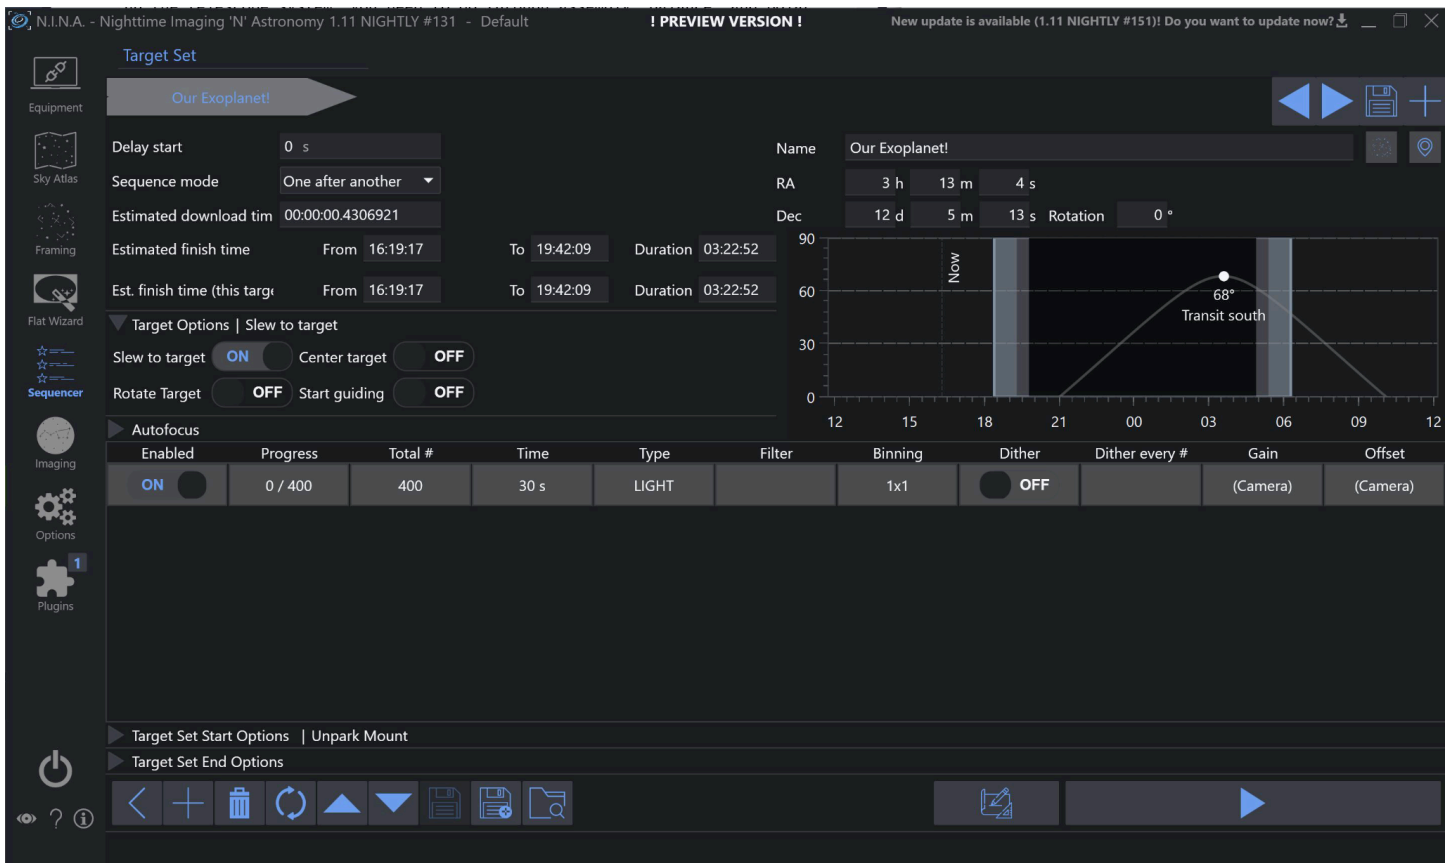 N.I.N.A. - Nighttime Imaging 'N' Astronomy 1.11 NIGHTLY #131 - Default ! PREVIEW VERSION ! New update is available (1.11 NIGHTLY #151)! Do you want to update now?
Target Set
Equipment
Our Exoplanet!
Delay start 0 s Name Our Exoplanet!
Sky Atlas
Sequence mode One after another RA 3 h 13 m 4 s
Estimated download tim 00:00:00.4306921 Dec 12 d 5 m 13 s Rotation 0 °
Framing
Estimated finish time From 16:19:17 To 19:42:09 Duration 03:22:52
Est. finish time (this targe From 16:19:17 To 19:42:09 Duration 03:22:52
90
Now
60
68°
Transit south
30
0
12 15 18 21 00 03 06 09 12
Flat Wizard
Target Options | Slew to target
Slew to target ON Center target OFF
Rotate Target OFF Start guiding OFF
Sequencer
Autofocus
Enabled Progress Total # Time Type Filter Binning Dither Dither every # Gain Offset
ON 0 / 400 400 30 s LIGHT 1x1 OFF (Camera) (Camera)
Imaging
Options
1
Plugins
Target Set Start Options | Unpark Mount
Target Set End Options